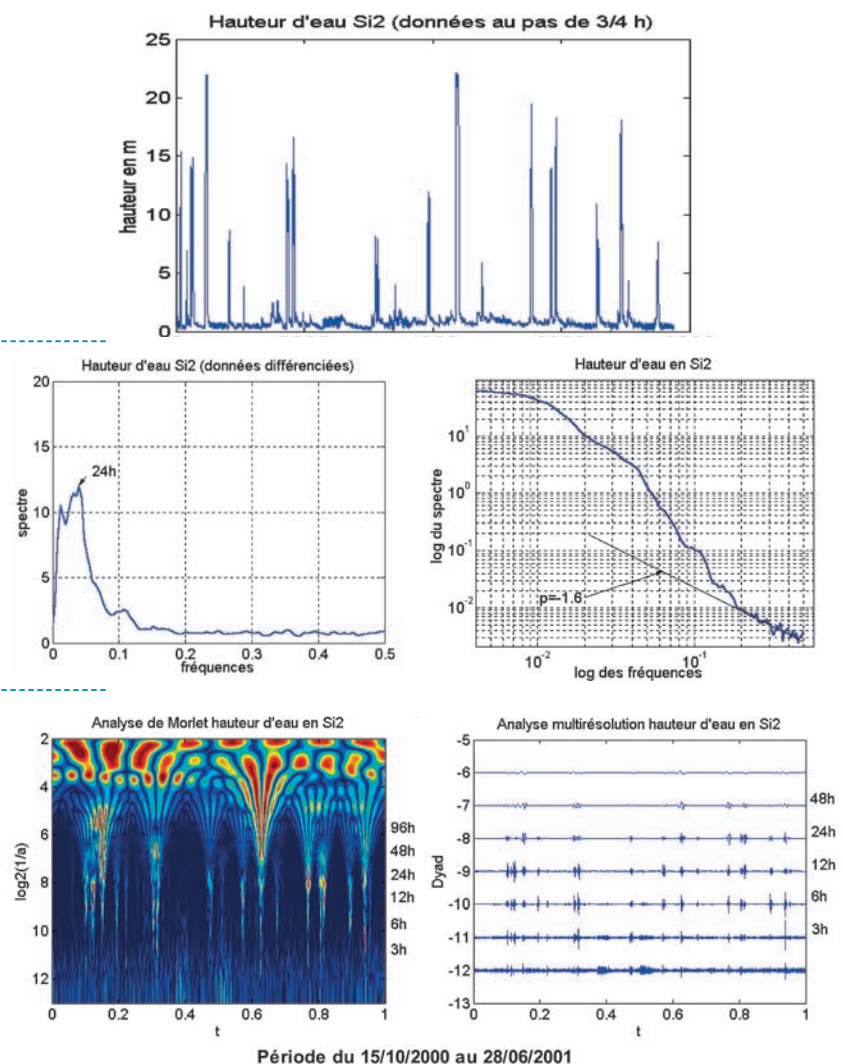 Hauteur d'eau Si2 (données au pas de 3/4 h)
hauteur en m
25
20
15
10
5
0
Hauteur d'eau Si2 (données différenciées)
spectre
20
15
10
5
0
24h
0.1 0.2 0.3 0.4 0.5
fréquences
Hauteur d'eau en Si2
log du spectre
10^1
10^0
10^-1
10^-2
p=-1.6
10^-2 10^-1
log des fréquences
Analyse de Morlet hauteur d'eau en Si2
log2(1/a)
2
4
6
8
10
12
96h
48h
24h
12h
6h
3h
0 0.2 0.4 0.6 0.8 1
t
Analyse multirésolution hauteur d'eau en Si2
Dyad
-5
-6
-7
-8
-9
-10
-11
-12
-13
48h
24h
12h
6h
3h
0 0.2 0.4 0.6 0.8 1
t
Période du 15/10/2000 au 28/06/2001